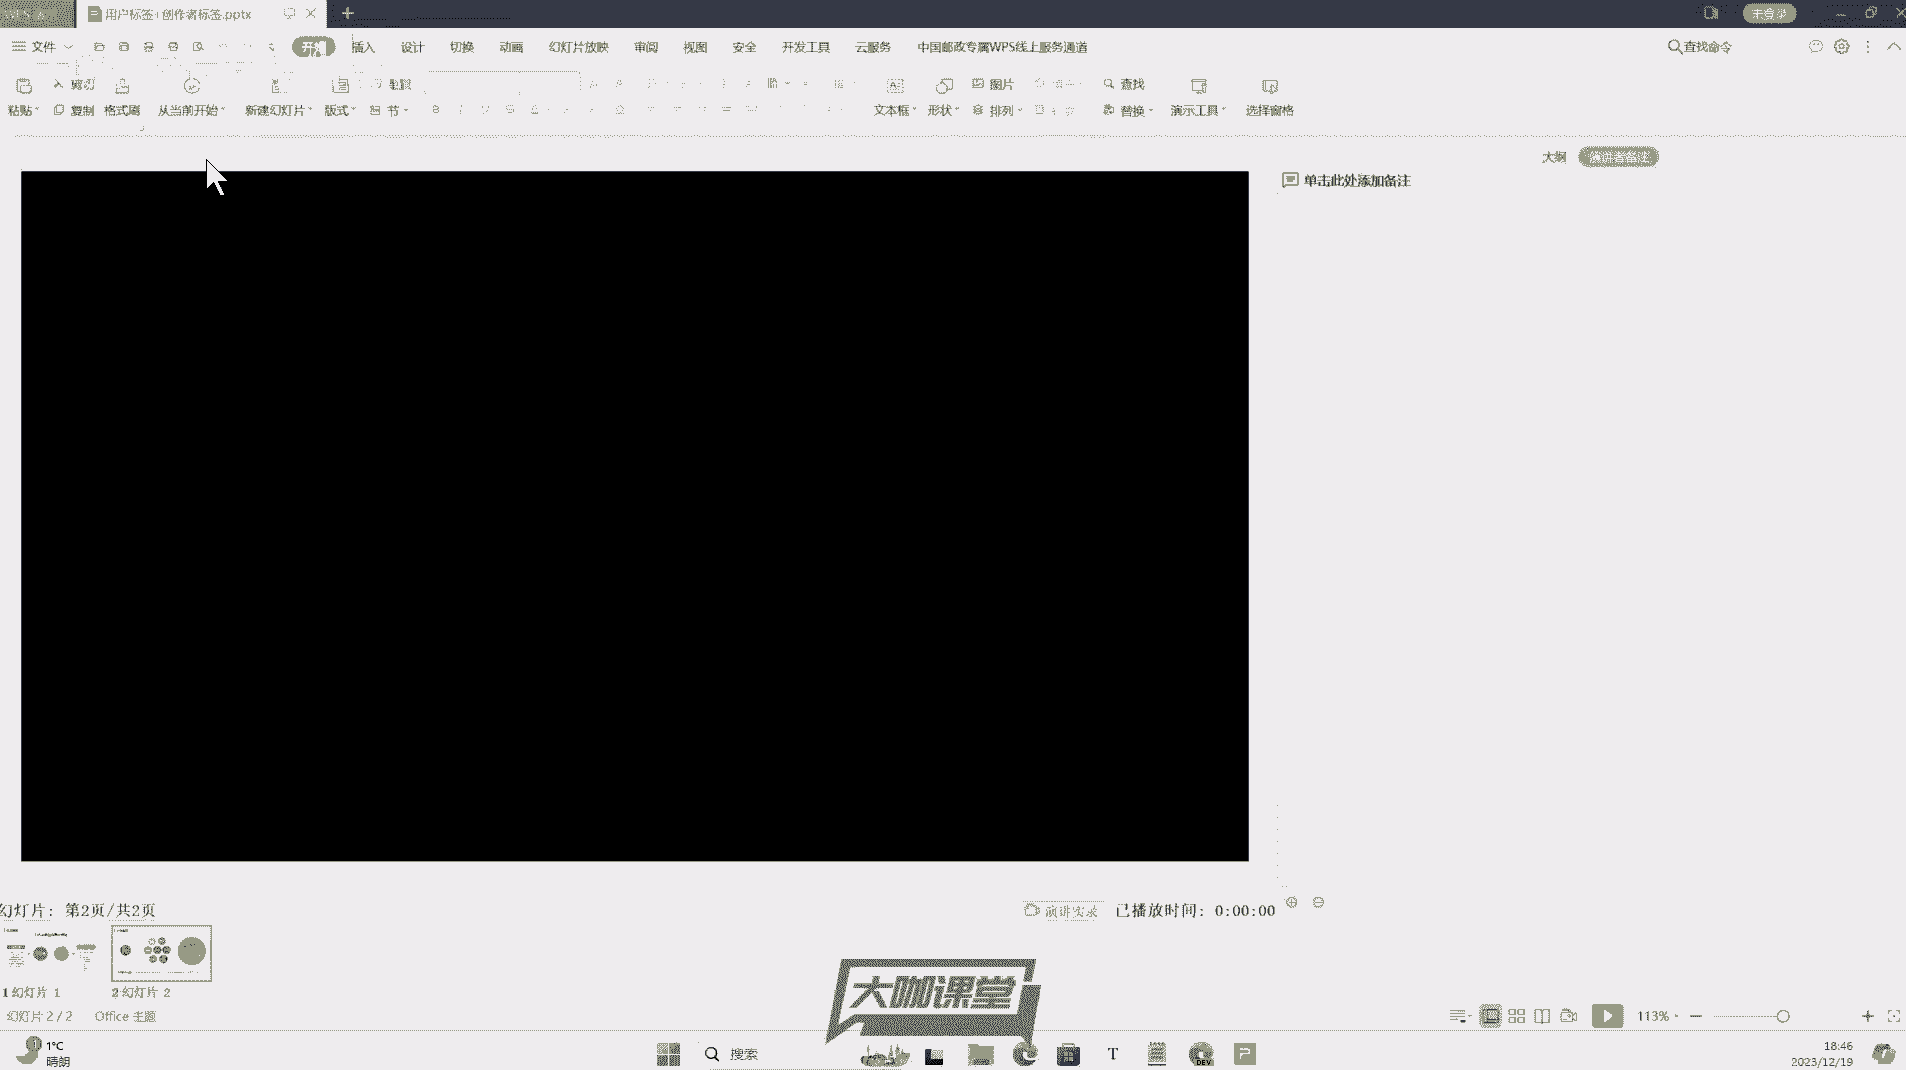 用户标签+创作者标签.pptx
未登录
文件 开始 插入 设计 切换 动画 幻灯片放映 审阅 视图 安全 开发工具 云服务 中国邮政专属WPS线上服务通道 查找命令
剪切 图片 查找
粘贴 复制 格式刷 从当前开始 新建幻灯片 版式 节 文本框 形状 排列 替换 演示工具 选择窗格
大纲 演讲者备注
单击此处添加备注
幻灯片: 第2页/共2页 演讲实录 已播放时间: 0:00:00
1 幻灯片 1 2 幻灯片 2
大咖课堂
幻灯片 2 / 2 Office 主题 113%
1°C
晴朗
搜索
T
DEV
18:46
2023/12/19